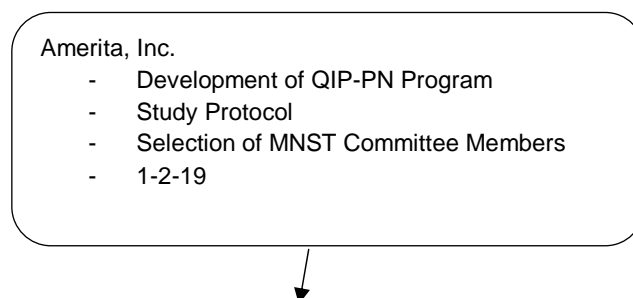 Amerita, Inc.
- Development of QIP-PN Program
- Study Protocol
- Selection of MNST Committee Members
- 1-2-19